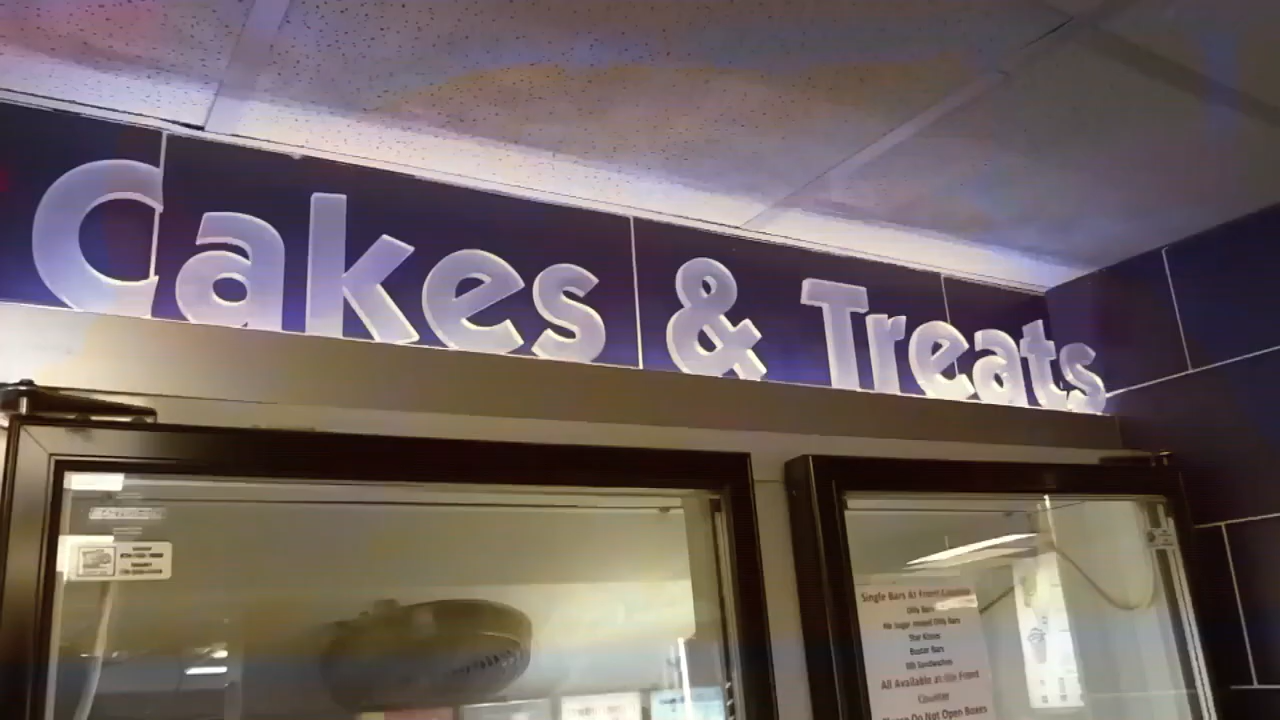 Cakes & Treats
Single Bars At Front Counter
Dilly Bars
No Sugar Added Dilly Bars
Star Kisses
Buster Bars
DQ Sandwiches
All Available at the Front
Counter
Please Do Not Open Boxes